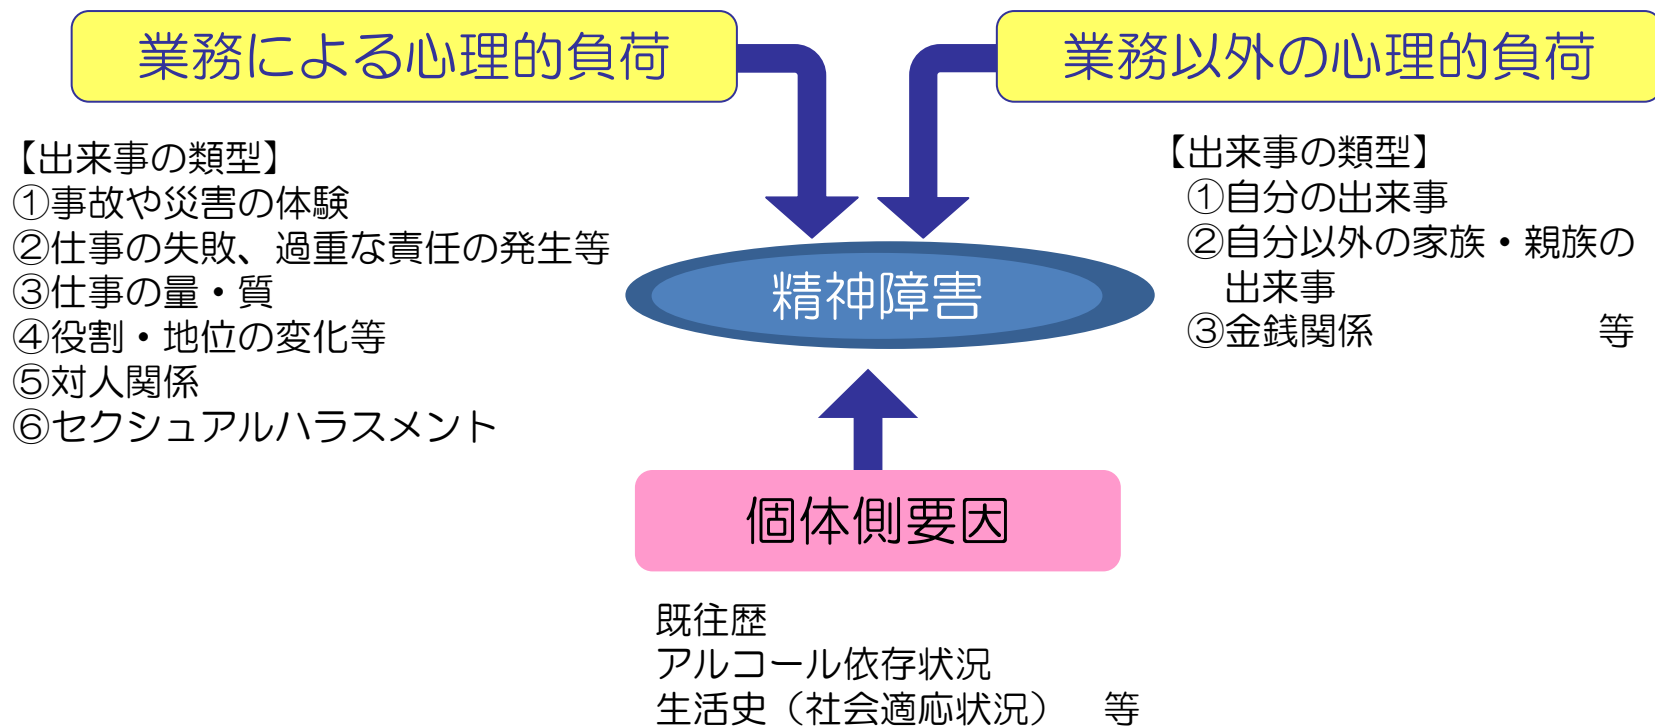 業務による心理的負荷
【出来事の類型】
①事故や災害の体験
②仕事の失敗、過重な責任の発生等
③仕事の量・質
④役割・地位の変化等
⑤対人関係
⑥セクシュアルハラスメント
業務以外の心理的負荷
【出来事の類型】
①自分の出来事
②自分以外の家族・親族の
出来事
③金銭関係　　　　　　等
精神障害
個体側要因
既往歴
アルコール依存状況
生活史（社会適応状況）　等